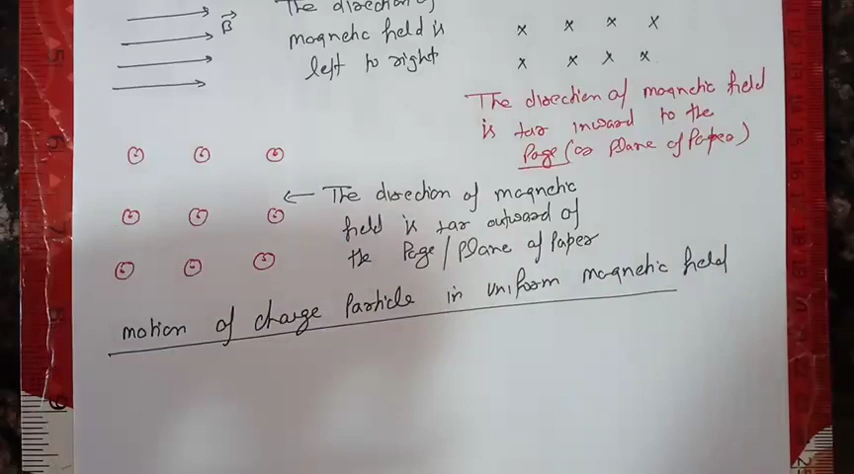 The direction of
magnetic field is
left to right
B
x x x x
x x x x
The direction of magnetic field
is far inward to the
Page (or Plane of Paper)
← The direction of magnetic
field is far outward of
the Page / Plane of Paper
motion of charge Particle in uniform magnetic field